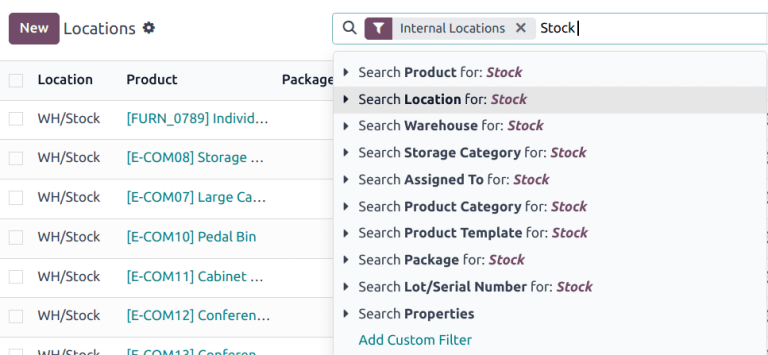 New Locations Internal Locations Stock
Location Product Package
Search Product for: Stock
WH/Stock [FURN_0789] Individ...
Search Location for: Stock
Search Warehouse for: Stock
WH/Stock [E-COM08] Storage ...
Search Storage Category for: Stock
Search Assigned To for: Stock
WH/Stock [E-COM07] Large Ca...
Search Product Category for: Stock
WH/Stock [E-COM10] Pedal Bin
Search Product Template for: Stock
Search Package for: Stock
WH/Stock [E-COM11] Cabinet ...
Search Lot/Serial Number for: Stock
WH/Stock [E-COM12] Conferen...
Search Properties
Add Custom Filter
WH/Stock [E-COM13] Conferen...